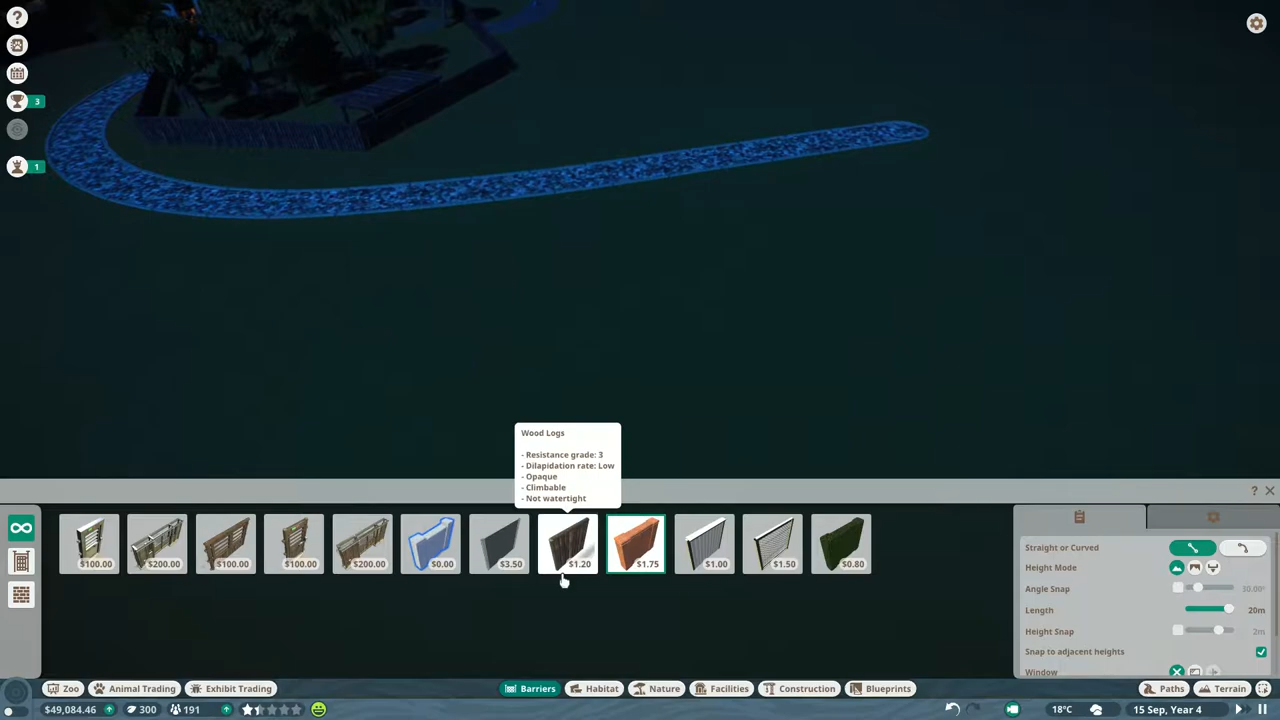 ?
3
1
Wood Logs
- Resistance grade: 3
- Dilapidation rate: Low
- Opaque
- Climbable
- Not watertight
?
$100.00
$200.00
$100.00
$100.00
$200.00
$0.00
$3.50
$1.20
$1.75
$1.00
$1.50
$0.80
Straight or Curved
Height Mode
Angle Snap 30.00°
Length 20m
Height Snap 2m
Snap to adjacent heights
Window
Zoo Animal Trading Exhibit Trading Barriers Habitat Nature Facilities Construction Blueprints Paths Terrain
$49,084.46 300 191 18°C 15 Sep, Year 4